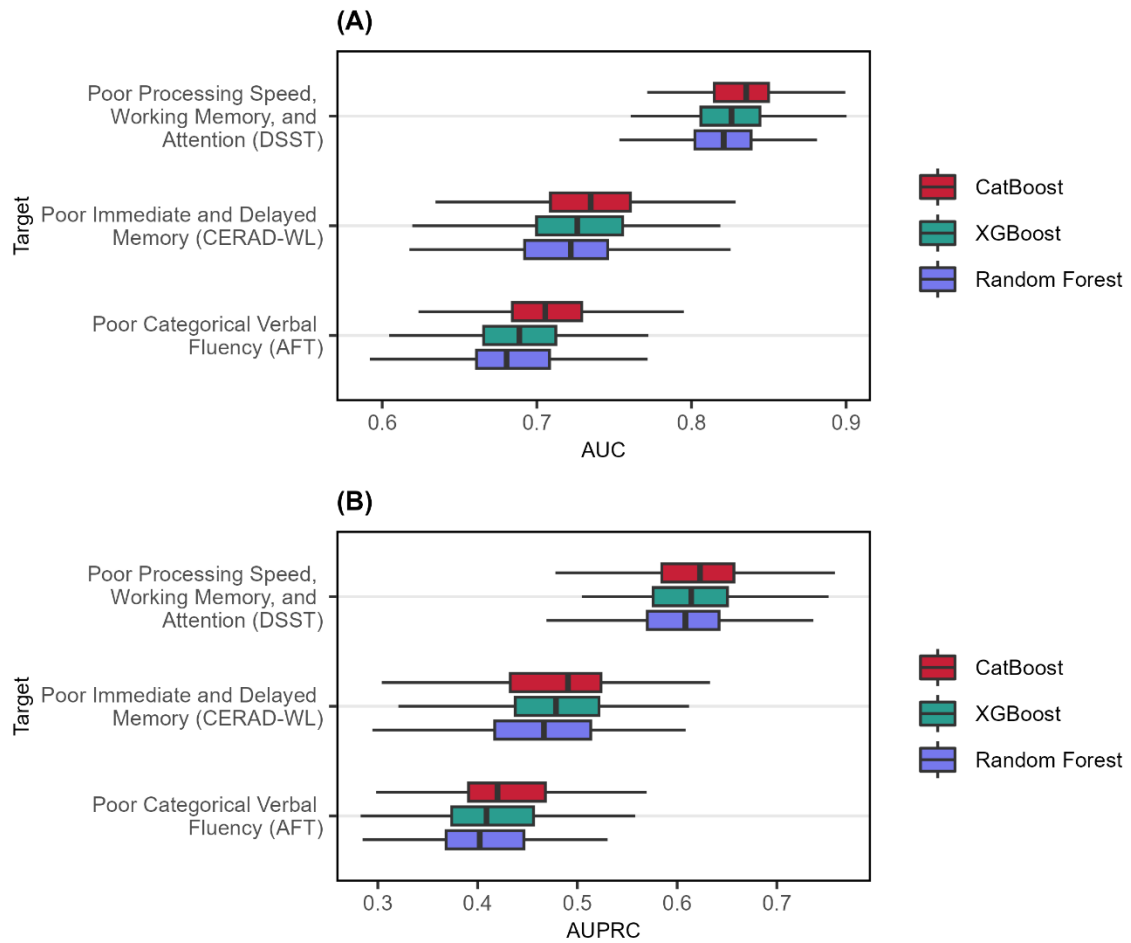 (A)
Poor Processing Speed,
Working Memory, and
Attention (DSST)
Poor Immediate and Delayed
Memory (CERAD-WL)
Poor Categorical Verbal
Fluency (AFT)
Target
0.6 0.7 0.8 0.9
AUC
CatBoost
XGBoost
Random Forest
(B)
Poor Processing Speed,
Working Memory, and
Attention (DSST)
Poor Immediate and Delayed
Memory (CERAD-WL)
Poor Categorical Verbal
Fluency (AFT)
Target
0.3 0.4 0.5 0.6 0.7
AUPRC
CatBoost
XGBoost
Random Forest